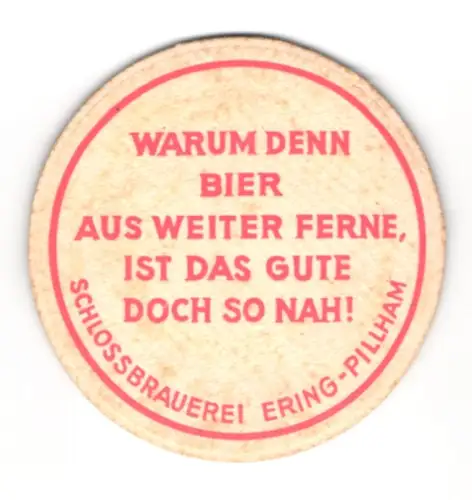 WARUM DENN
BIER
AUS WEITER FERNE,
IST DAS GUTE
DOCH SO NAH!
SCHLOSSBRAUEREI ERING-PILLHAM